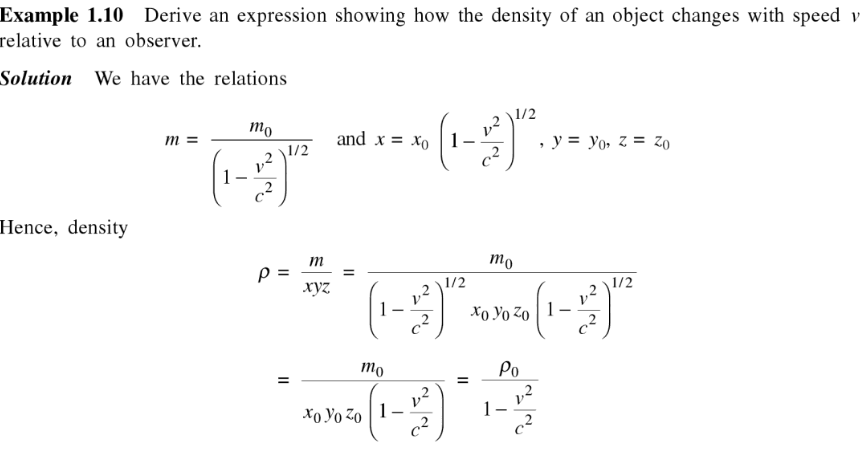 Example 1.10 Derive an expression showing how the density of an object changes with speed v
relative to an observer.
Solution We have the relations
m = \frac{m_0}{\left(1 - \frac{v^2}{c^2}\right)^{1/2}} and x = x_0 \left(1 - \frac{v^2}{c^2}\right)^{1/2}, y = y_0, z = z_0
Hence, density
ρ = \frac{m}{xyz} = \frac{m_0}{\left(1 - \frac{v^2}{c^2}\right)^{1/2} x_0 y_0 z_0 \left(1 - \frac{v^2}{c^2}\right)^{1/2}}
= \frac{m_0}{x_0 y_0 z_0 \left(1 - \frac{v^2}{c^2}\right)} = \frac{ρ_0}{1 - \frac{v^2}{c^2}}